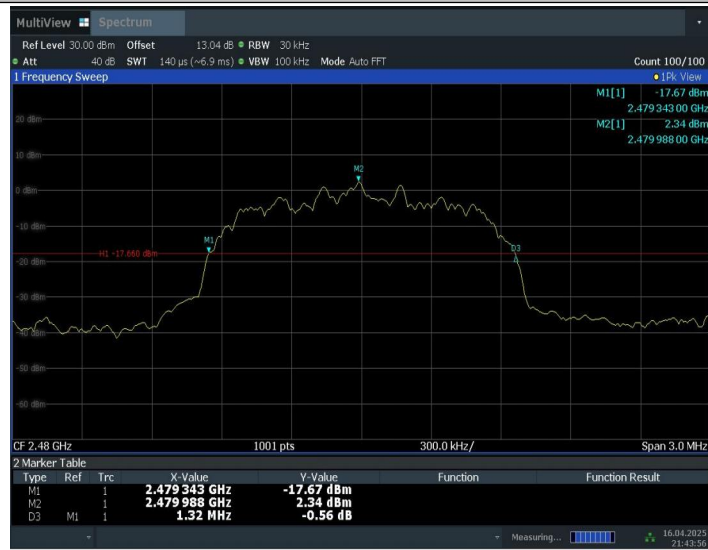 MultiView Spectrum
Ref Level 30.00 dBm Offset 13.04 dB RBW 30 kHz
Att 40 dB SWT 140 µs (~6.9 ms) VBW 100 kHz Mode Auto FFT Count 100/100
1 Frequency Sweep 1Pk View
M1[1] -17.67 dBm
2.479 343 00 GHz
M2[1] 2.34 dBm
2.479 988 00 GHz
20 dBm
10 dBm
M2
0 dBm
-10 dBm
M1
D3
H1 -17.660 dBm
-20 dBm
-30 dBm
-40 dBm
-50 dBm
-60 dBm
CF 2.48 GHz 1001 pts 300.0 kHz/ Span 3.0 MHz
2 Marker Table
Type Ref Trc X-Value Y-Value Function Function Result
M1 1 2.479 343 GHz -17.67 dBm
M2 1 2.479 988 GHz 2.34 dBm
D3 M1 1 1.32 MHz -0.56 dB
Measuring... 16.04.2025
21:43:56